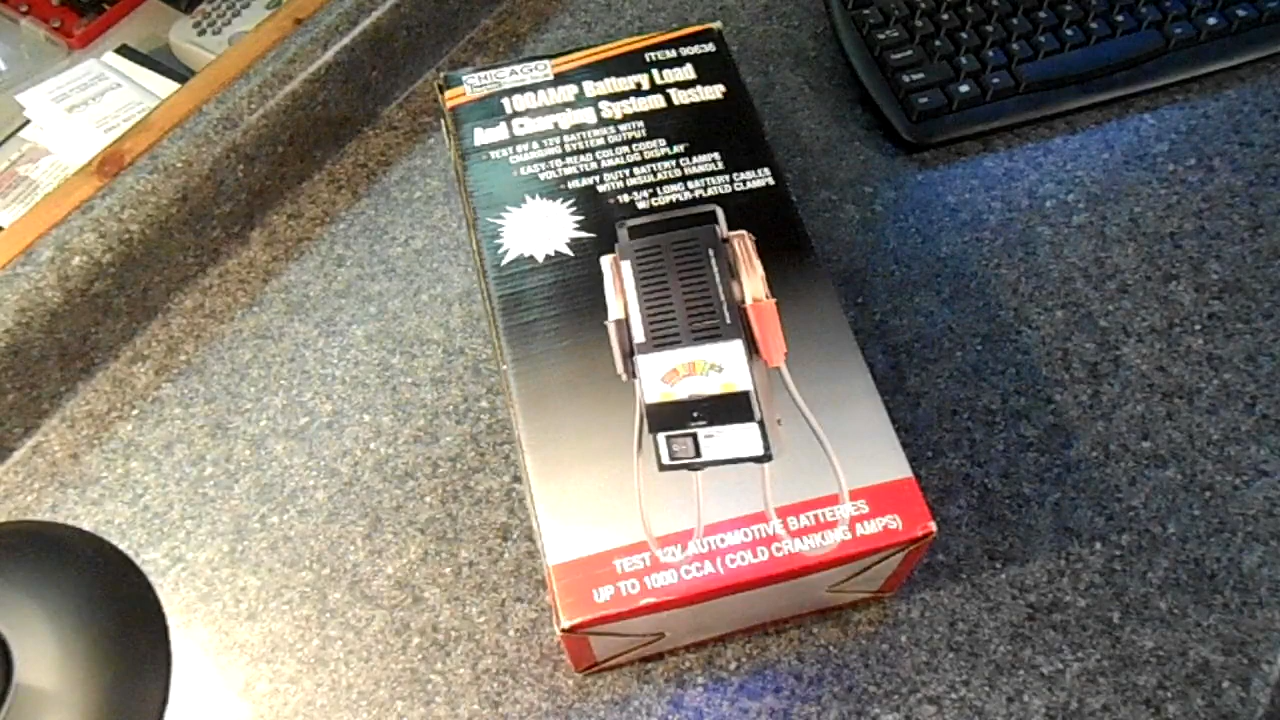 CHICAGO
ITEM 90636
100AMP Battery Load
And Charging System Tester
· TEST 6V & 12V BATTERIES WITH
CHARGING SYSTEM OUTPUT
· EASY-TO-READ COLOR CODED
VOLTMETER ANALOG DISPLAY
· HEAVY DUTY BATTERY CLAMPS
WITH INSULATED HANDLE
· 18-3/4" LONG BATTERY CABLES
W/ COPPER-PLATED CLAMPS
TEST 12V AUTOMOTIVE BATTERIES
UP TO 1000 CCA ( COLD CRANKING AMPS)